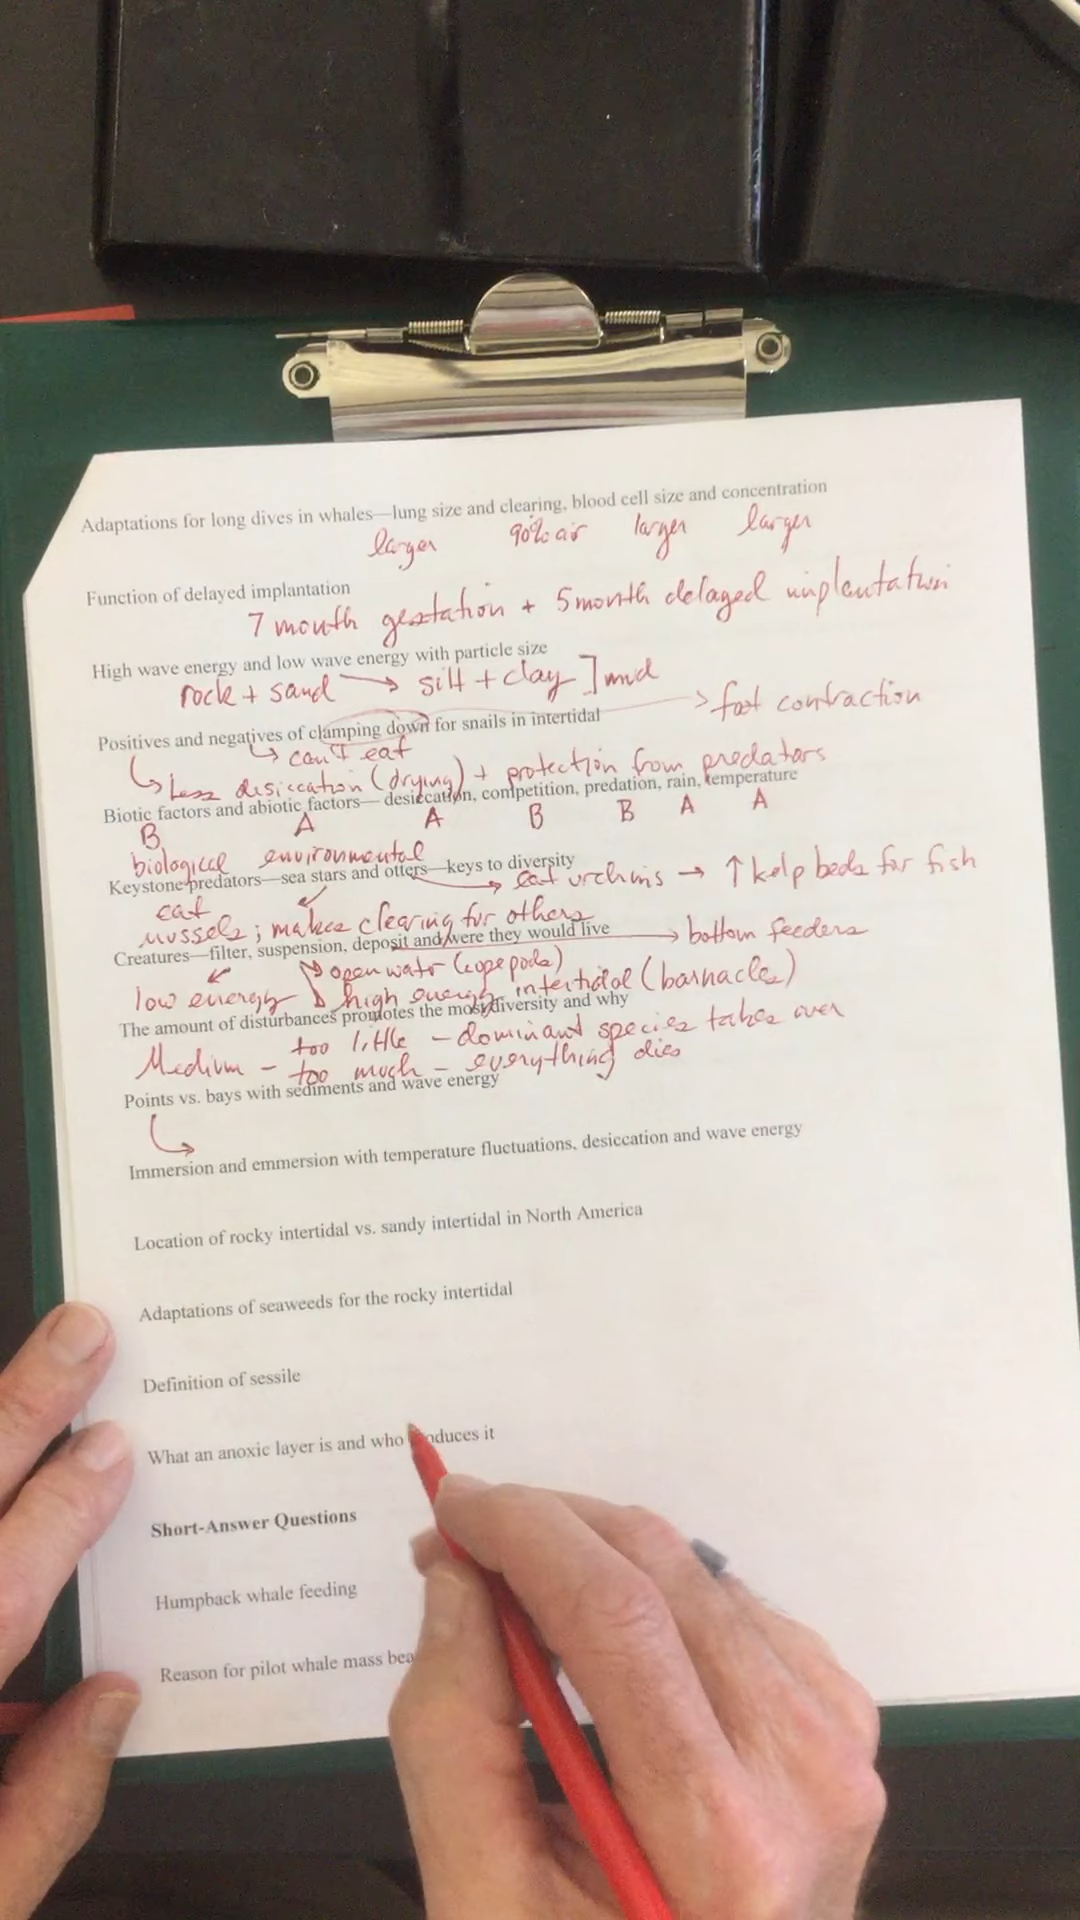 Adaptations for long dives in whales—lung size and clearing, blood cell size and concentration
larger 90% air larger larger
Function of delayed implantation
7 month gestation + 5 month delayed implantation
High wave energy and low wave energy with particle size
rock + sand → silt + clay ] mud
Positives and negatives of clamping down for snails in intertidal → foot contraction
↳ can't eat
↳ Less desiccation (drying) + protection from predators
Biotic factors and abiotic factors— desiccation, competition, predation, rain, temperature
B A A B B A A
biological environmental
Keystone predators—sea stars and otters—keys to diversity
→ eat urchins → ↑ kelp beds for fish
eat
mussels; makes clearing for others
Creatures—filter, suspension, deposit and were they would live → bottom feeders
open water (copepods)
low energy high energy intertidal (barnacles)
The amount of disturbances promotes the most diversity and why
too little - dominant species takes over
Medium - too much - everything dies
Points vs. bays with sediments and wave energy
Immersion and emmersion with temperature fluctuations, desiccation and wave energy
Location of rocky intertidal vs. sandy intertidal in North America
Adaptations of seaweeds for the rocky intertidal
Definition of sessile
What an anoxic layer is and who oduces it
Short-Answer Questions
Humpback whale feeding
Reason for pilot whale mass bea